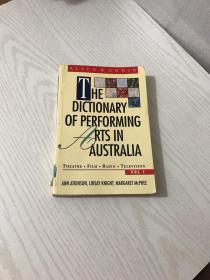 ALLEN & UNWIN
THE
DICTIONARY
OF PERFORMING
ARTS IN
AUSTRALIA
THEATRE • FILM • RADIO • TELEVISION
VOL 1
ANN ATKINSON, LINSAY KNIGHT, MARGARET MCPHEE